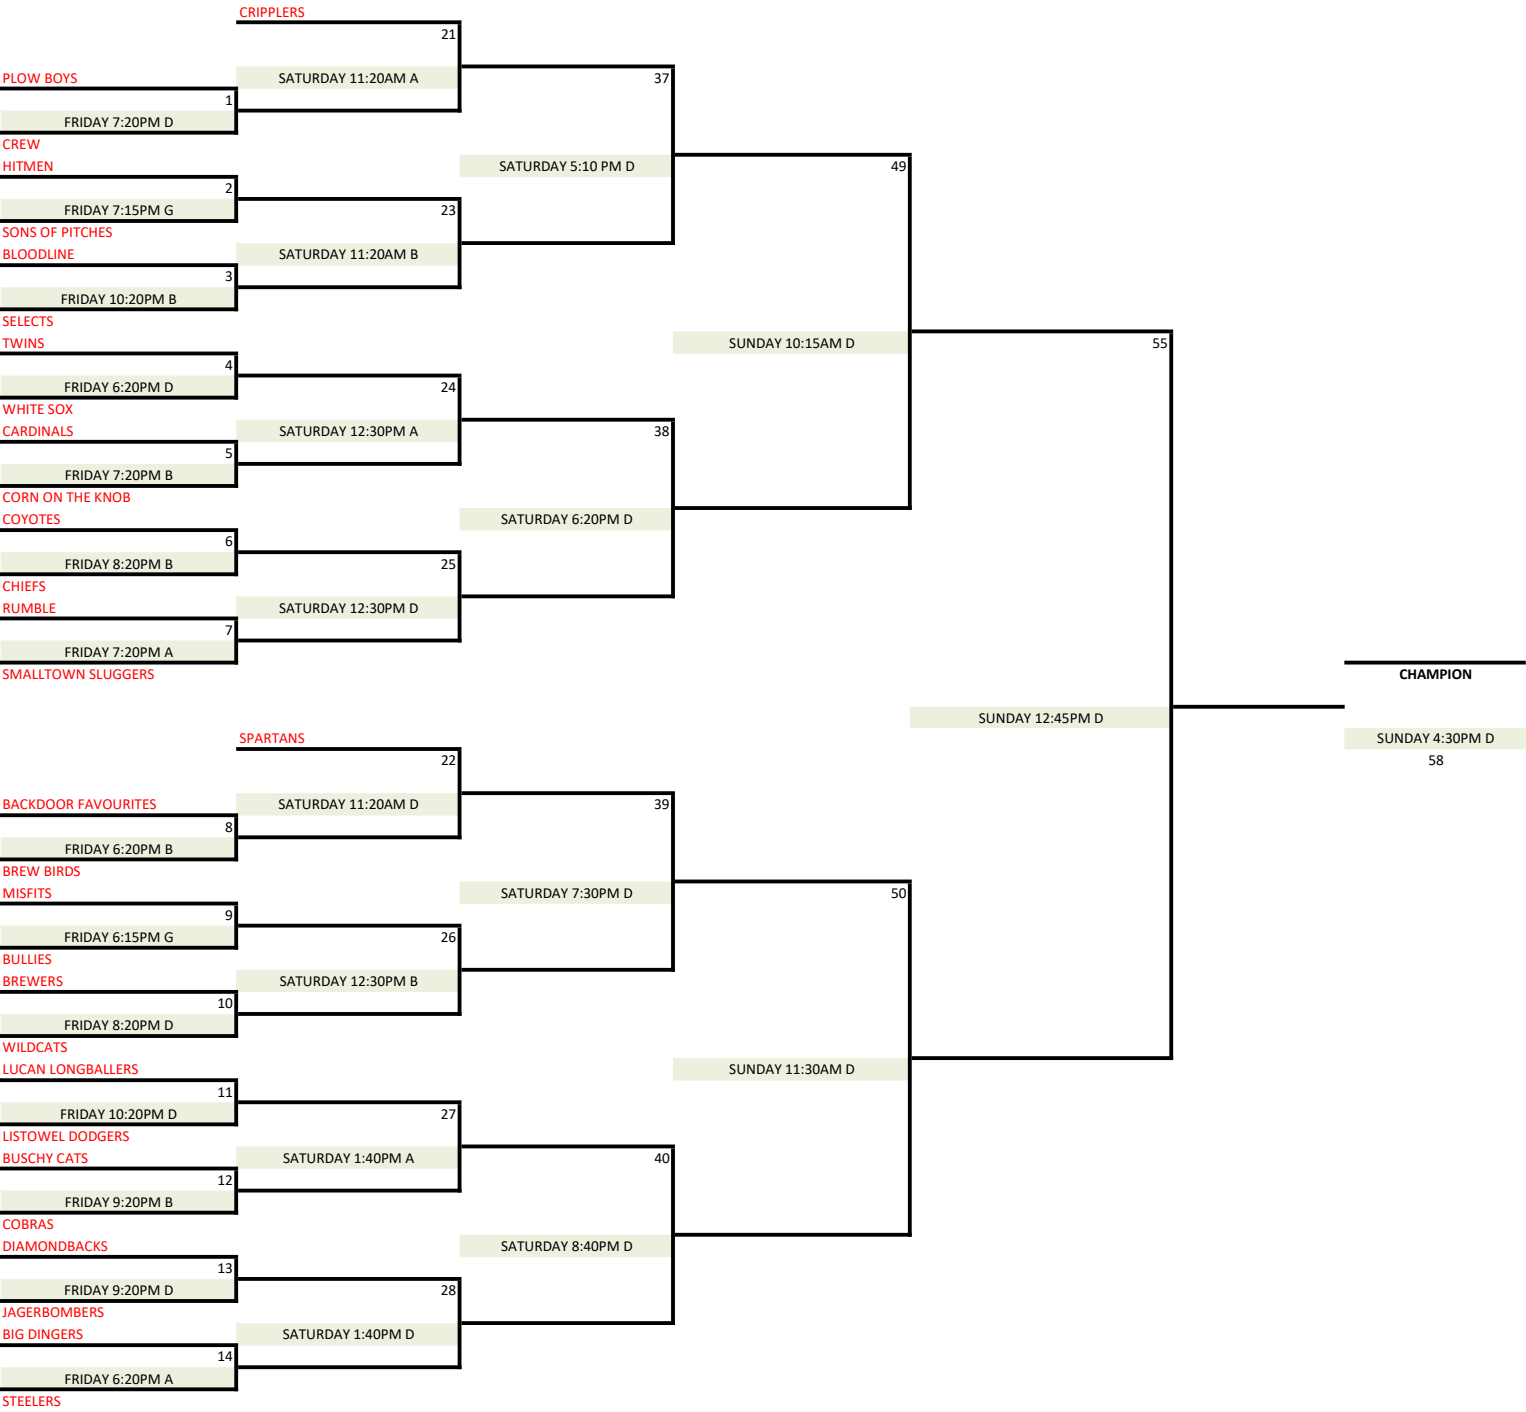 CRIPPLERS
21
PLOW BOYS
SATURDAY 11:20AM A
37
1
FRIDAY 7:20PM D
CREW
HITMEN
SATURDAY 5:10 PM D
49
2
FRIDAY 7:15PM G
23
SONS OF PITCHES
BLOODLINE
SATURDAY 11:20AM B
3
FRIDAY 10:20PM B
SELECTS
TWINS
SUNDAY 10:15AM D
55
4
FRIDAY 6:20PM D
24
WHITE SOX
CARDINALS
SATURDAY 12:30PM A
38
5
FRIDAY 7:20PM B
CORN ON THE KNOB
COYOTES
SATURDAY 6:20PM D
6
FRIDAY 8:20PM B
25
CHIEFS
RUMBLE
SATURDAY 12:30PM D
7
FRIDAY 7:20PM A
SMALLTOWN SLUGGERS
CHAMPION
SUNDAY 12:45PM D
SPARTANS
SUNDAY 4:30PM D
22
58
BACKDOOR FAVOURITES
SATURDAY 11:20AM D
39
8
FRIDAY 6:20PM B
BREW BIRDS
MISFITS
SATURDAY 7:30PM D
50
9
FRIDAY 6:15PM G
26
BULLIES
BREWERS
SATURDAY 12:30PM B
10
FRIDAY 8:20PM D
WILDCATS
LUCAN LONGBALLERS
SUNDAY 11:30AM D
11
FRIDAY 10:20PM D
27
LISTOWEL DODGERS
BUSCHY CATS
SATURDAY 1:40PM A
40
12
FRIDAY 9:20PM B
COBRAS
DIAMONDBACKS
SATURDAY 8:40PM D
13
FRIDAY 9:20PM D
28
JAGERBOMBERS
BIG DINGERS
SATURDAY 1:40PM D
14
FRIDAY 6:20PM A
STEELERS